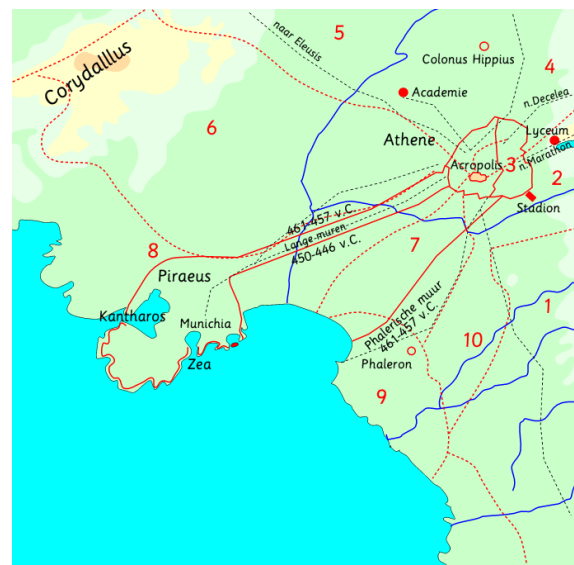 5
naar Eleusis
Colonus Hippius
4
Corydalllus
Academie
n.Decelea
6
Athene
Lyceum
Acropolis
3
n.Marathon
2
Stadion
461-457 v.C.
Lange-muren
450-446 v.C.
7
8
Piraeus
Kantharos
Munichia
Zea
Phalerische muur
461-457 v.C.
Phaleron
10
1
9